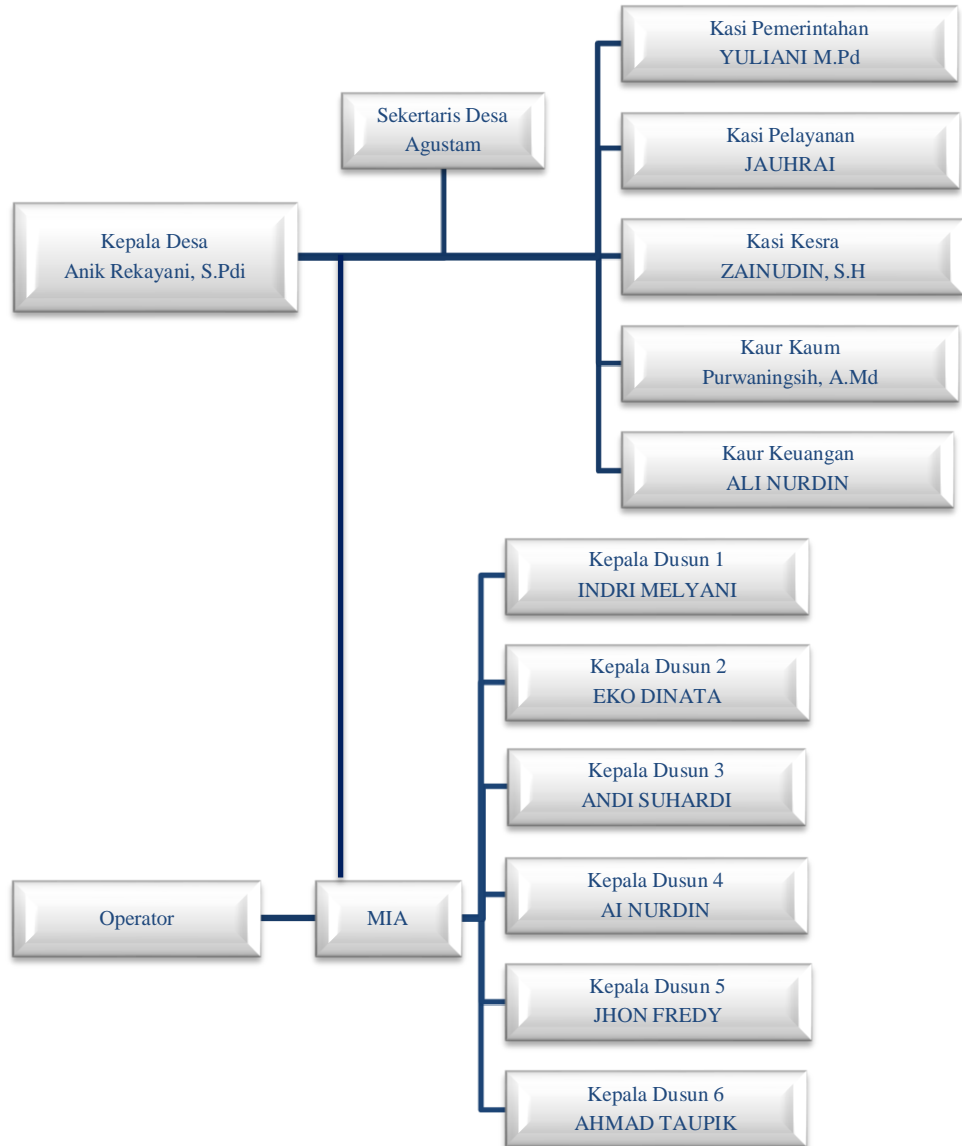 Kasi Pemerintahan
YULIANI M.Pd
Sekertaris Desa
Agustam
Kasi Pelayanan
JAUHRAI
Kepala Desa
Anik Rekayani, S.Pdi
Kasi Kesra
ZAINUDIN, S.H
Kaur Kaum
Purwaningsih, A.Md
Kaur Keuangan
ALI NURDIN
Kepala Dusun 1
INDRI MELYANI
Kepala Dusun 2
EKO DINATA
Kepala Dusun 3
ANDI SUHARDI
Kepala Dusun 4
AI NURDIN
Operator
MIA
Kepala Dusun 5
JHON FREDY
Kepala Dusun 6
AHMAD TAUPIK